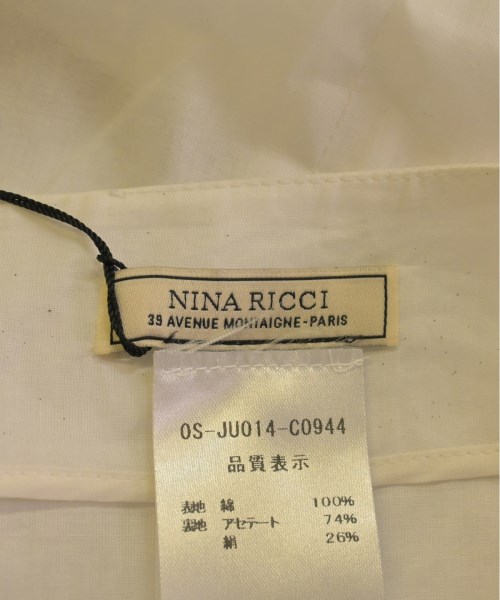 NINA RICCI
39 AVENUE MONTAIGNE-PARIS
OS-JU014-C0944
品質表示
表地 綿 100%
裏地 アセテート 74%
絹 26%